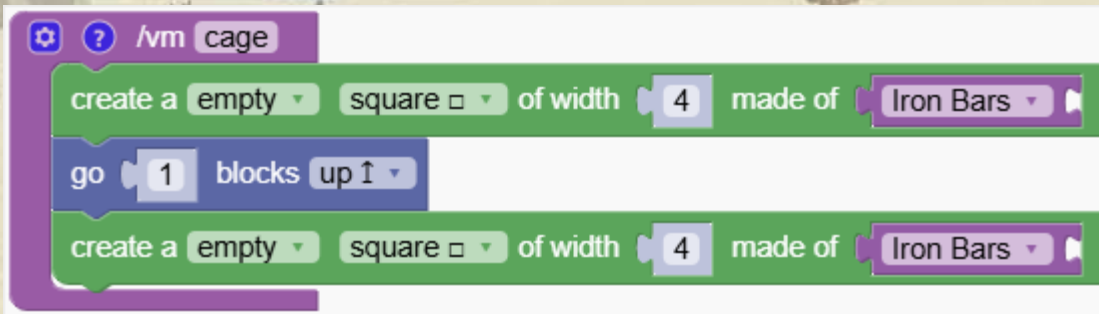 ? /vm cage
create a empty square □ of width 4 made of Iron Bars
go 1 blocks up ↥
create a empty square □ of width 4 made of Iron Bars